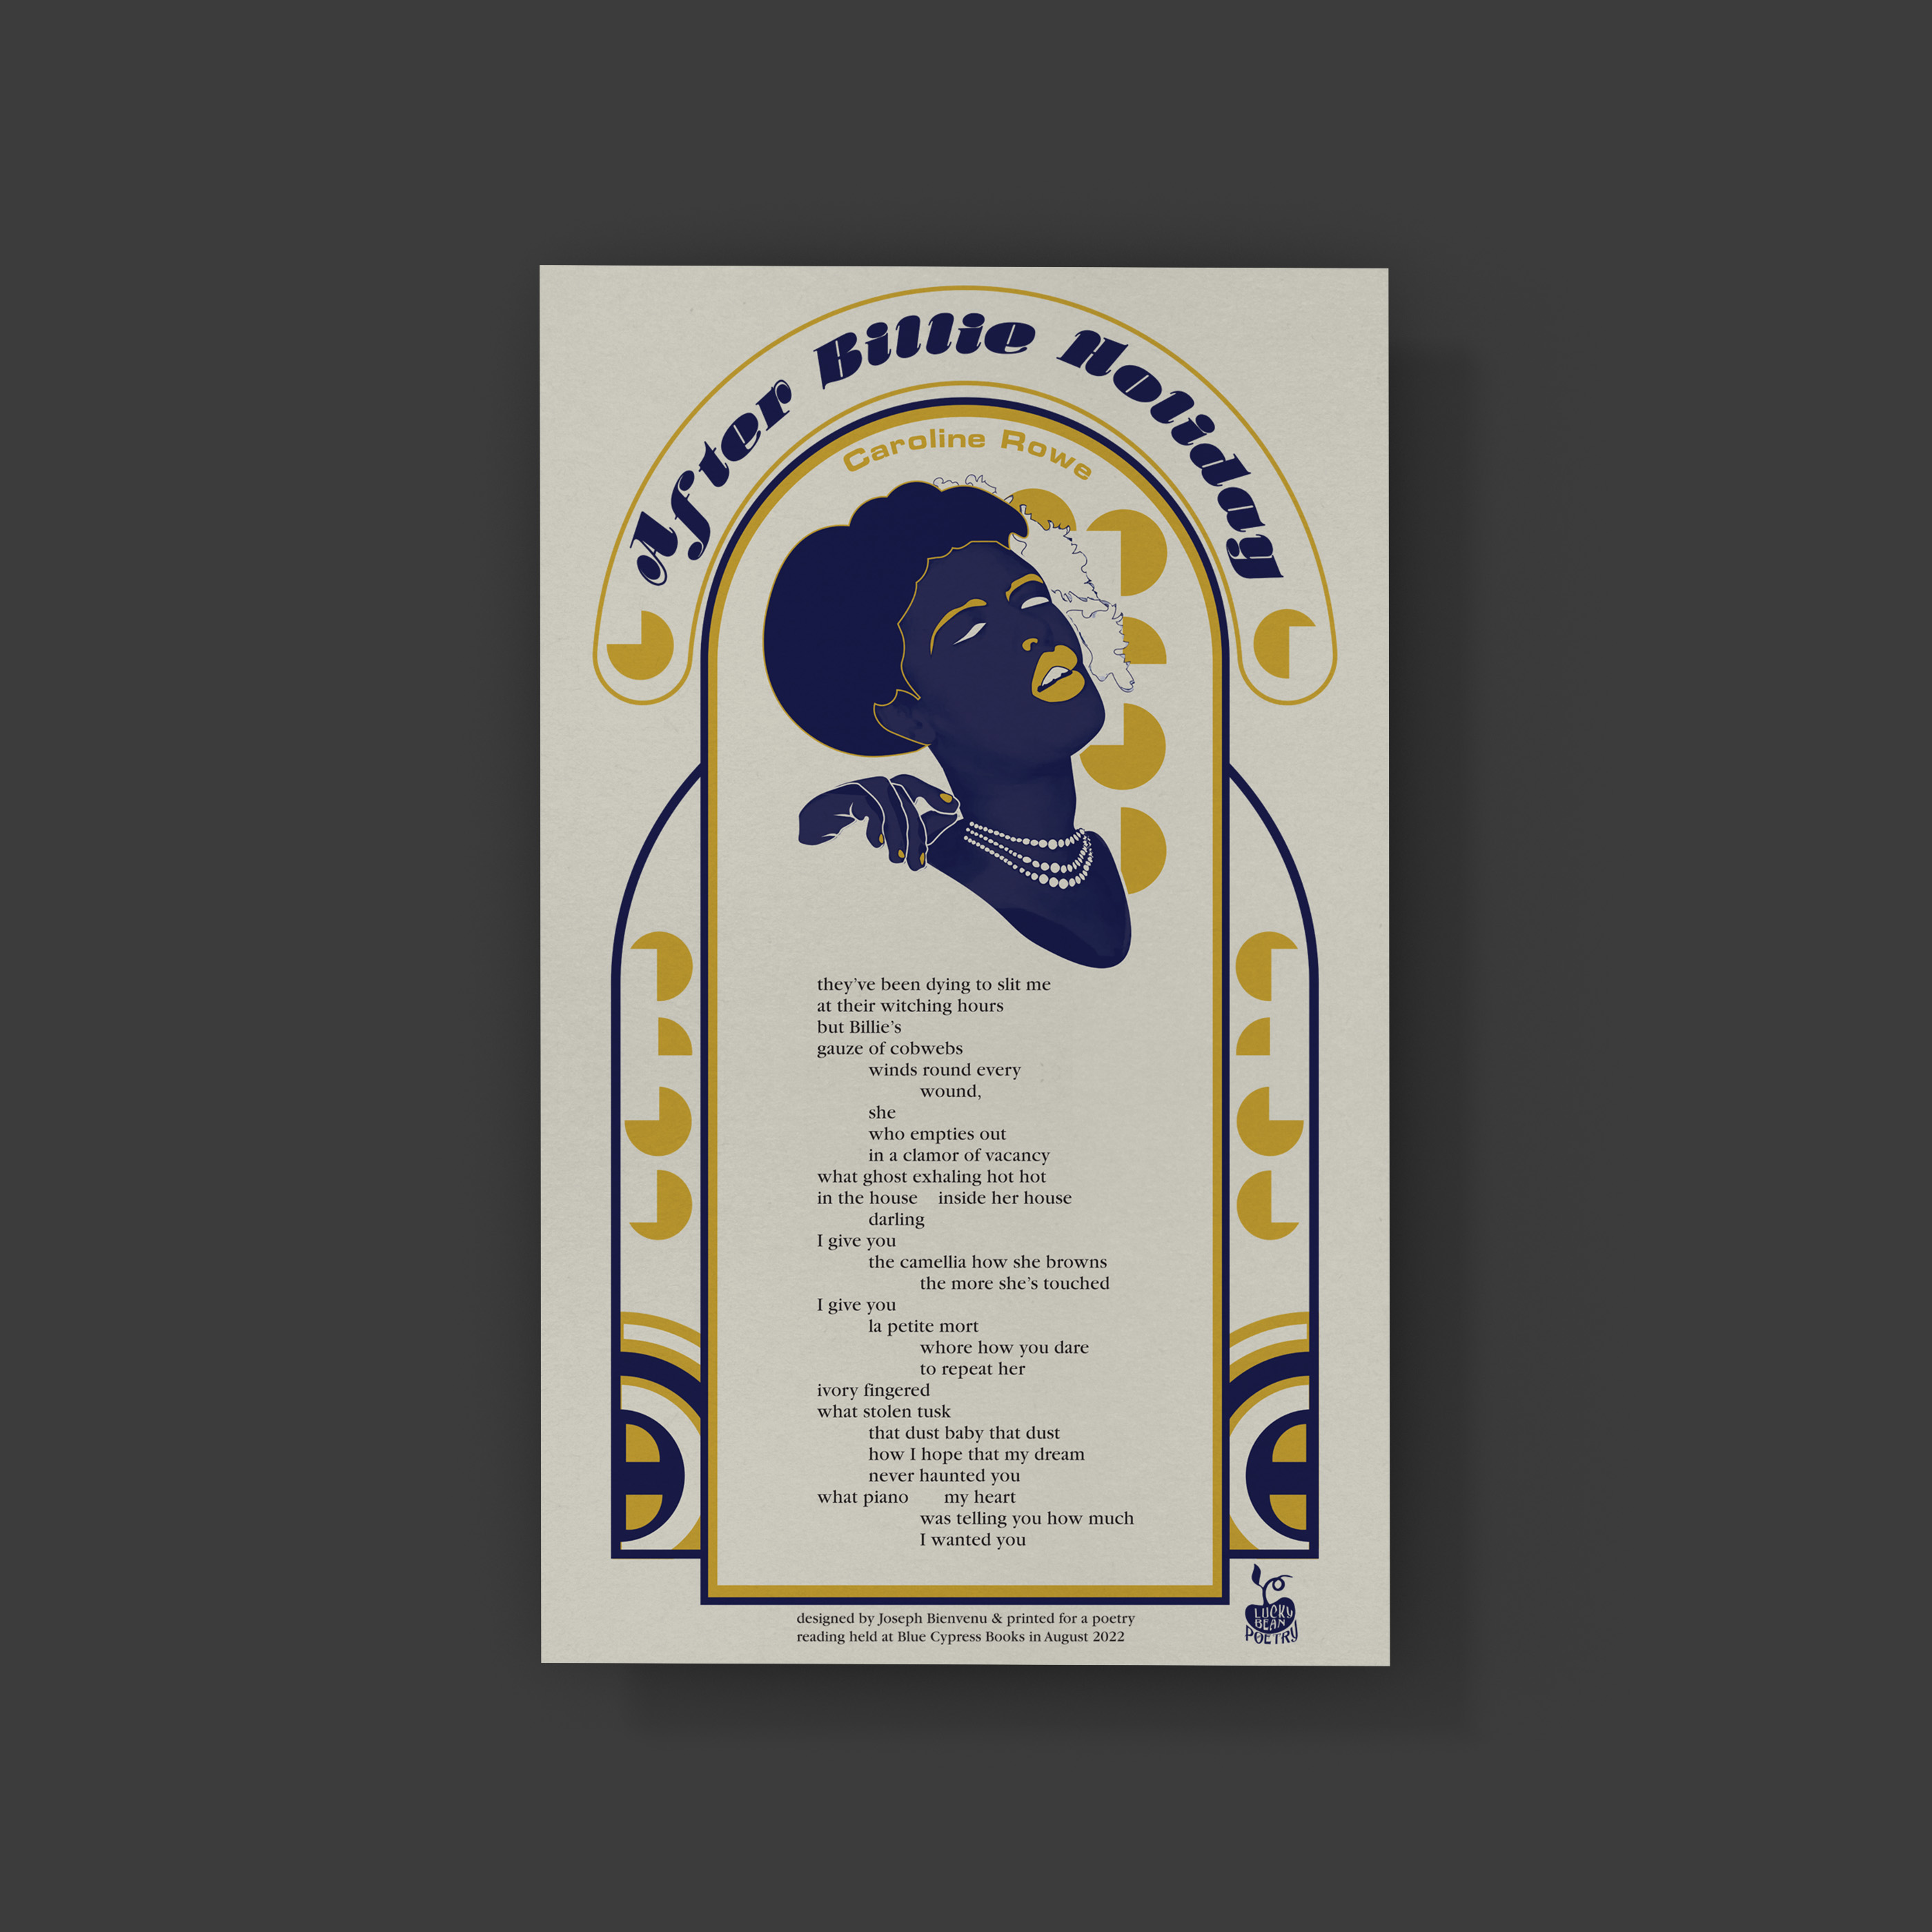 After Billie Holiday
Caroline Rowe
they’ve been dying to slit me
at their witching hours
but Billie’s
gauze of cobwebs
winds round every
wound,
she
who empties out
in a clamor of vacancy
what ghost exhaling hot hot
in the house inside her house
darling
I give you
the camellia how she browns
the more she’s touched
I give you
la petite mort
whore how you dare
to repeat her
ivory fingered
what stolen tusk
that dust baby that dust
how I hope that my dream
never haunted you
what piano my heart
was telling you how much
I wanted you
designed by Joseph Bienvenu & printed for a poetry
reading held at Blue Cypress Books in August 2022
LUCKY
BEAN
POETRY